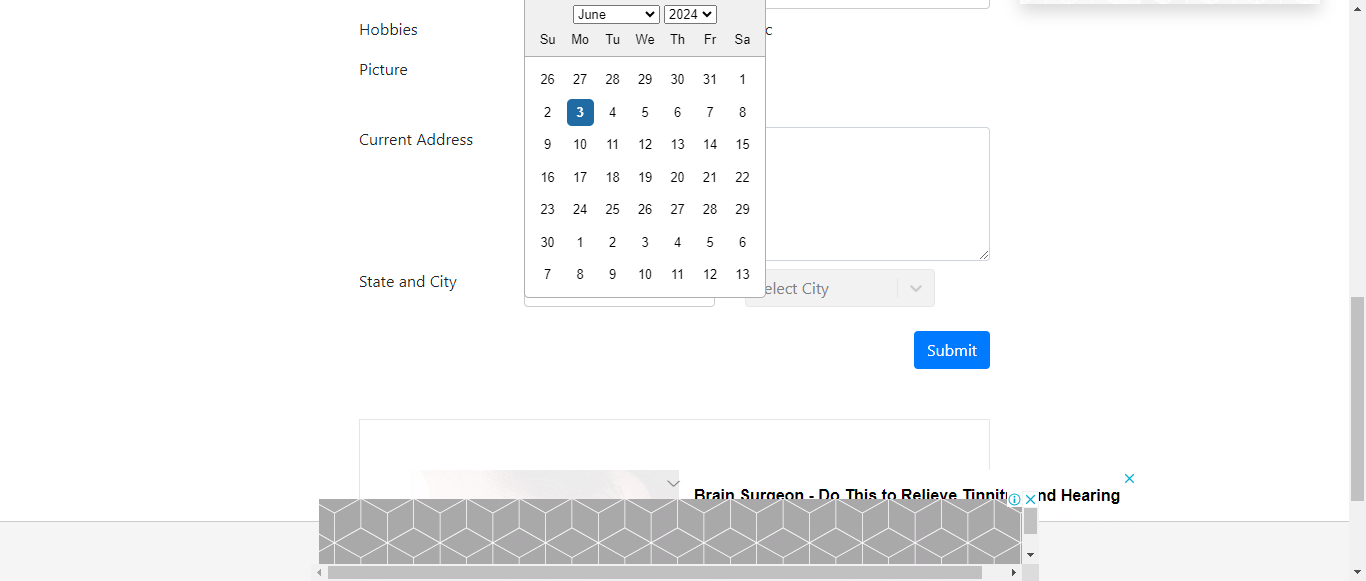 June 2024
Hobbies
Su Mo Tu We Th Fr Sa
c
Picture
26 27 28 29 30 31 1
2 3 4 5 6 7 8
Current Address
9 10 11 12 13 14 15
16 17 18 19 20 21 22
23 24 25 26 27 28 29
30 1 2 3 4 5 6
7 8 9 10 11 12 13
State and City
elect City
Submit
Brain Surgeon - Do This to Relieve Tinnit nd Hearing